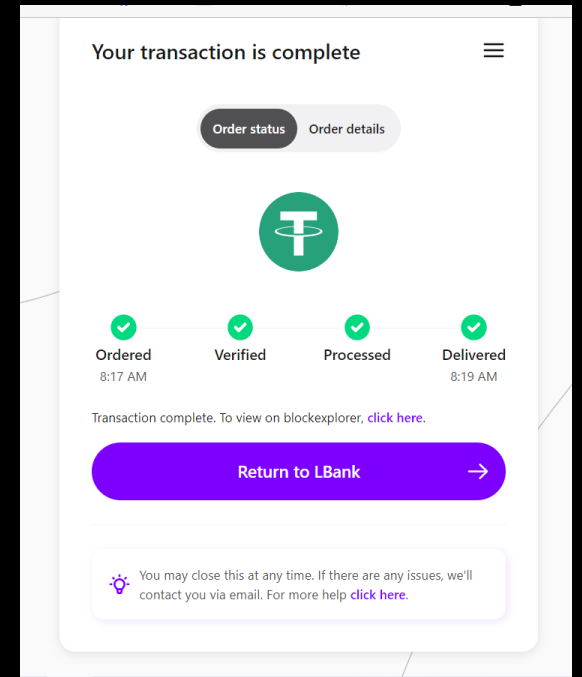 Your transaction is complete
Order status Order details
Ordered Verified Processed Delivered
8:17 AM 8:19 AM
Transaction complete. To view on blockexplorer, click here.
Return to LBank
You may close this at any time. If there are any issues, we'll
contact you via email. For more help click here.